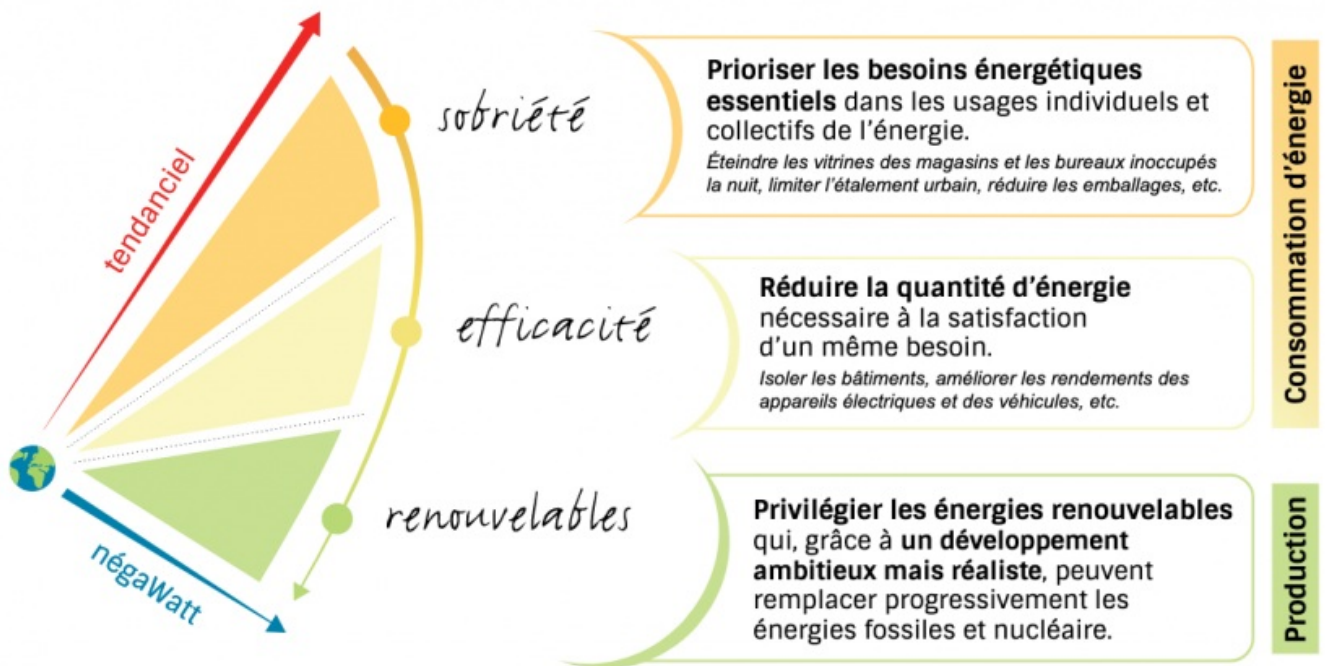 tendanciel
sobriété
Prioriser les besoins énergétiques
essentiels dans les usages individuels et
collectifs de l'énergie.
Éteindre les vitrines des magasins et les bureaux inoccupés
la nuit, limiter l'étalement urbain, réduire les emballages, etc.
Consommation d'énergie
efficacité
Réduire la quantité d'énergie
nécessaire à la satisfaction
d'un même besoin.
Isoler les bâtiments, améliorer les rendements des
appareils électriques et des véhicules, etc.
négaWatt
renouvelables
Privilégier les énergies renouvelables
qui, grâce à un développement
ambitieux mais réaliste, peuvent
remplacer progressivement les
énergies fossiles et nucléaire.
Production